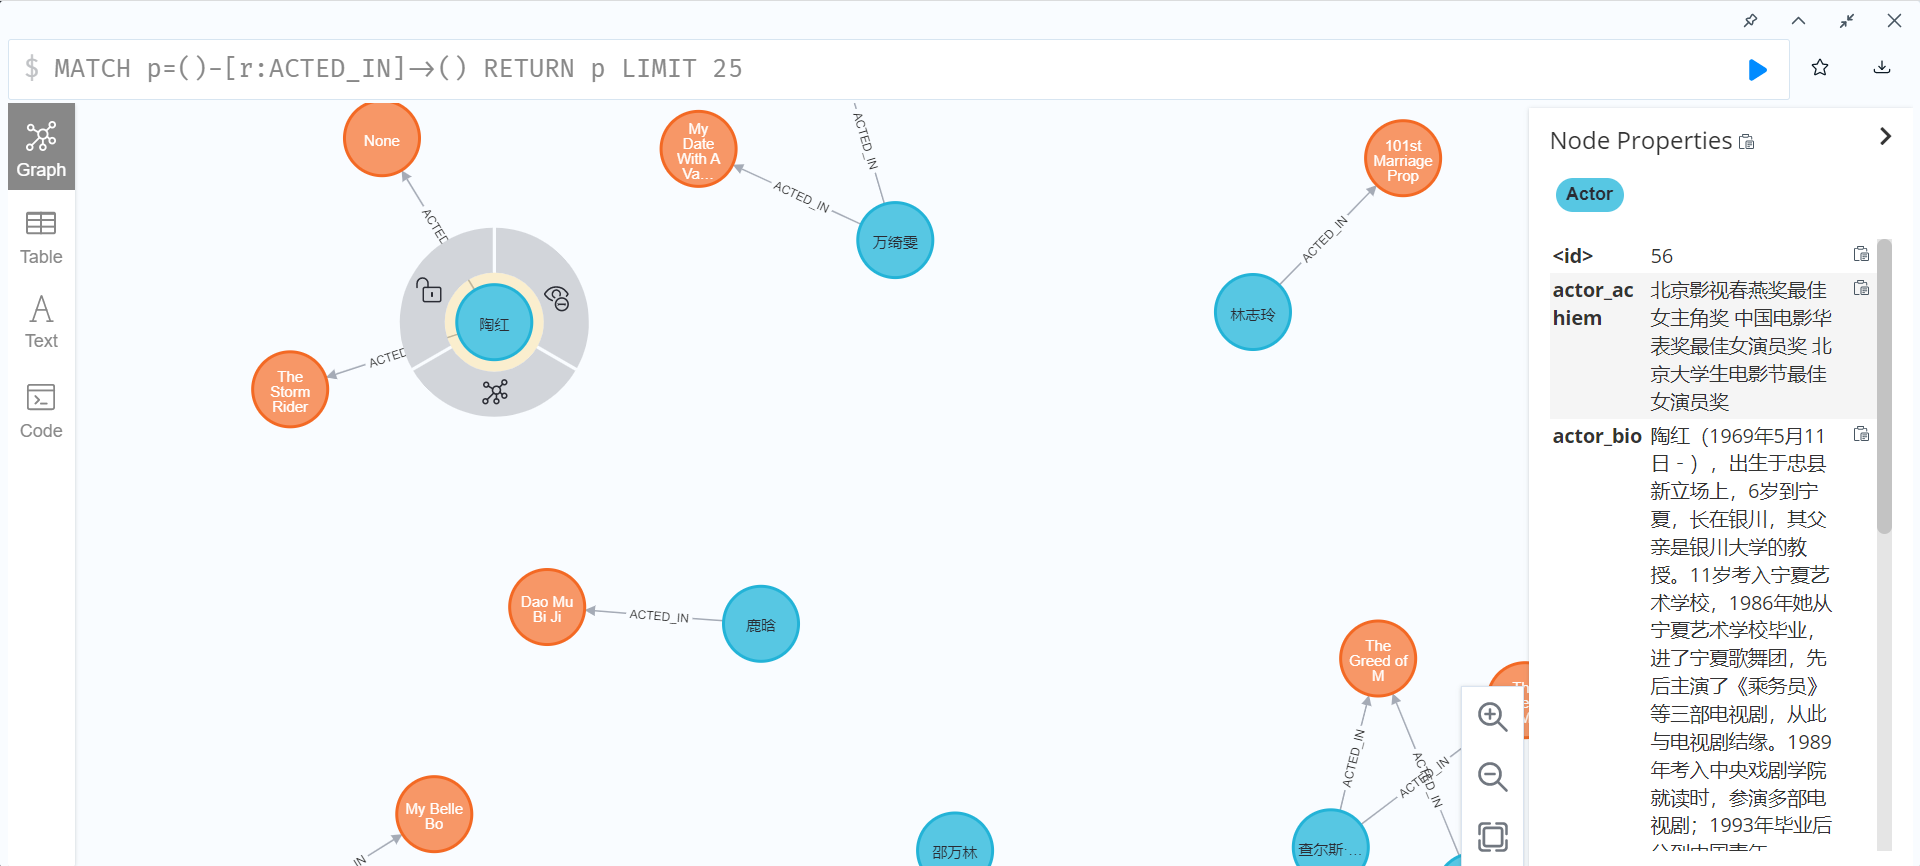 $ MATCH p=()-[r:ACTED_IN]->() RETURN p LIMIT 25
Graph
Table
Text
Code
None
My
Date
With A
Va...
ACTED_IN
ACTED_IN
万绮雯
101st
Marriage
Prop
ACTED_IN
林志玲
ACTED
陶红
ACTED
The
Storm
Rider
Dao Mu
Bi Ji
ACTED_IN
鹿晗
The
Greed of
M
ACTED_IN
ACTED_IN
ACTED_IN
My Belle
Bo
IN
邵万林
查尔斯·...
Node Properties
Actor
<id> 56
actor_ac
hiem
北京影视春燕奖最佳
女主角奖 中国电影华
表奖最佳女演员奖 北
京大学生电影节最佳
女演员奖
actor_bio
陶红（1969年5月11
日 - ），出生于忠县
新立场上，6岁到宁
夏，长在银川，其父
亲是银川大学的教
授。11岁考入宁夏艺
术学校，1986年她从
宁夏艺术学校毕业，
进了宁夏歌舞团，先
后主演了《乘务员》
等三部电视剧，从此
与电视剧结缘。1989
年考入中央戏剧学院
就读时，参演多部电
视剧；1993年毕业后